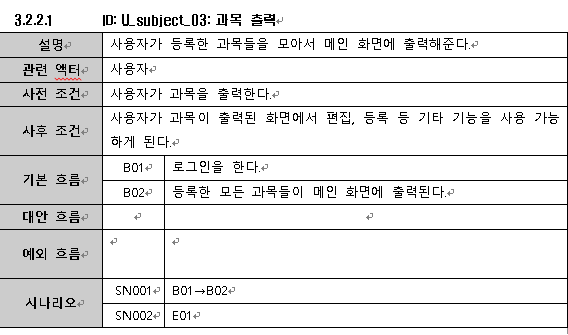 3.2.2.1 ID: U_subject_03: 과목 출력
설명 사용자가 등록한 과목들을 모아서 메인 화면에 출력해준다.
관련 액터 사용자
사전 조건 사용자가 과목을 출력한다.
사후 조건 사용자가 과목이 출력된 화면에서 편집, 등록 등 기타 기능을 사용 가능
하게 된다.
기본 흐름 B01 로그인을 한다.
B02 등록한 모든 과목들이 메인 화면에 출력된다.
대안 흐름
예외 흐름
시나리오 SN001 B01→B02
SN002 E01